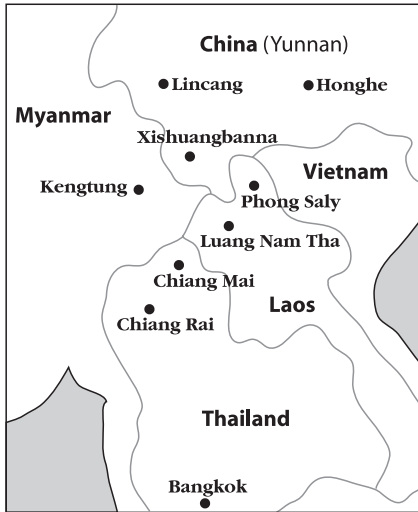 China (Yunnan)
Lincang
Honghe
Myanmar
Xishuangbanna
Vietnam
Kengtung
Phong Saly
Luang Nam Tha
Chiang Mai
Laos
Chiang Rai
Thailand
Bangkok